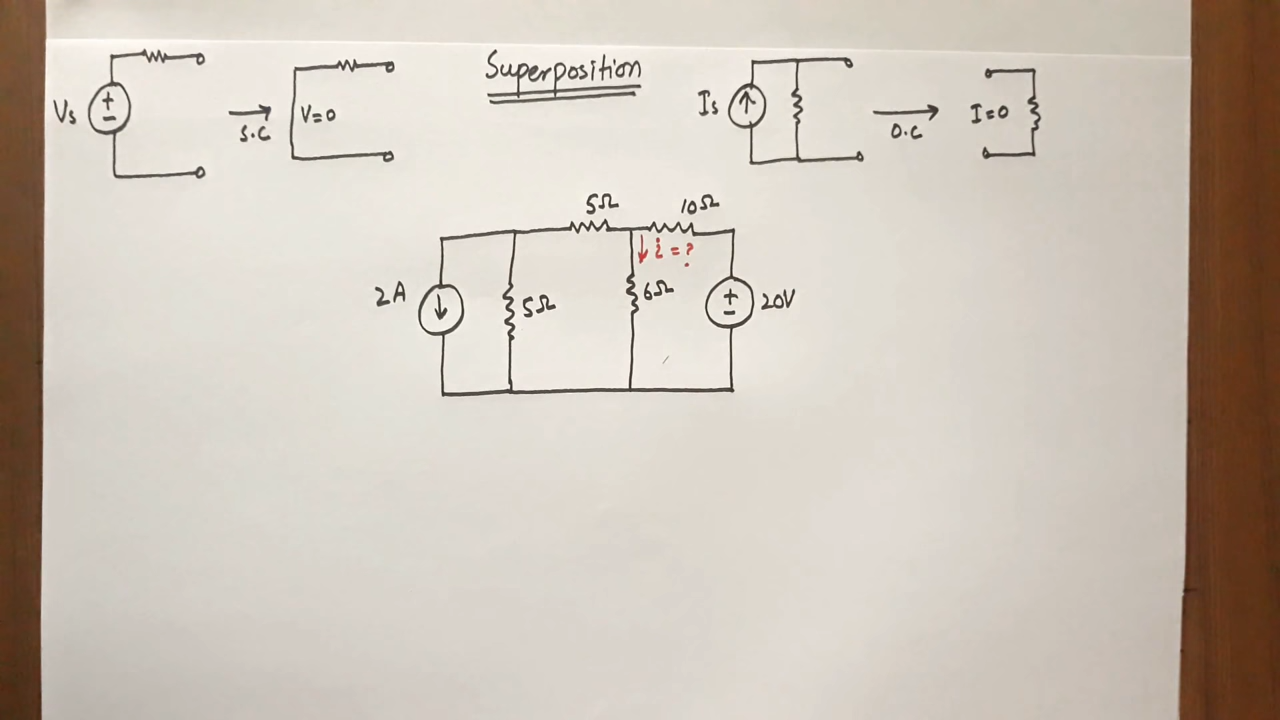 Superposition
Vs
+
−
S.C
V=0
Is
O.C
I=0
5Ω
10Ω
i=?
2A
5Ω
6Ω
+
−
20V